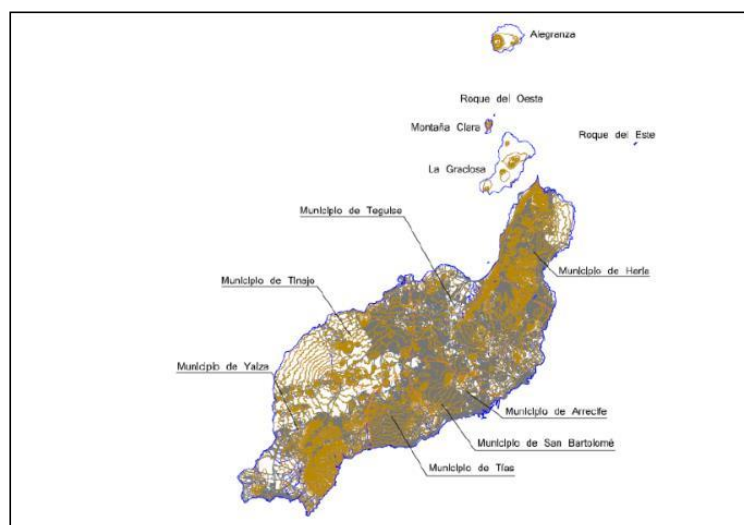 Alegranza
Roque del Oeste
Montaña Clara
Roque del Este
La Graciosa
Municipio de Teguise
Municipio de Haria
Municipio de Tinajo
Municipio de Yaiza
Municipio de Arrecife
Municipio de San Bartolomé
Municipio de Tías